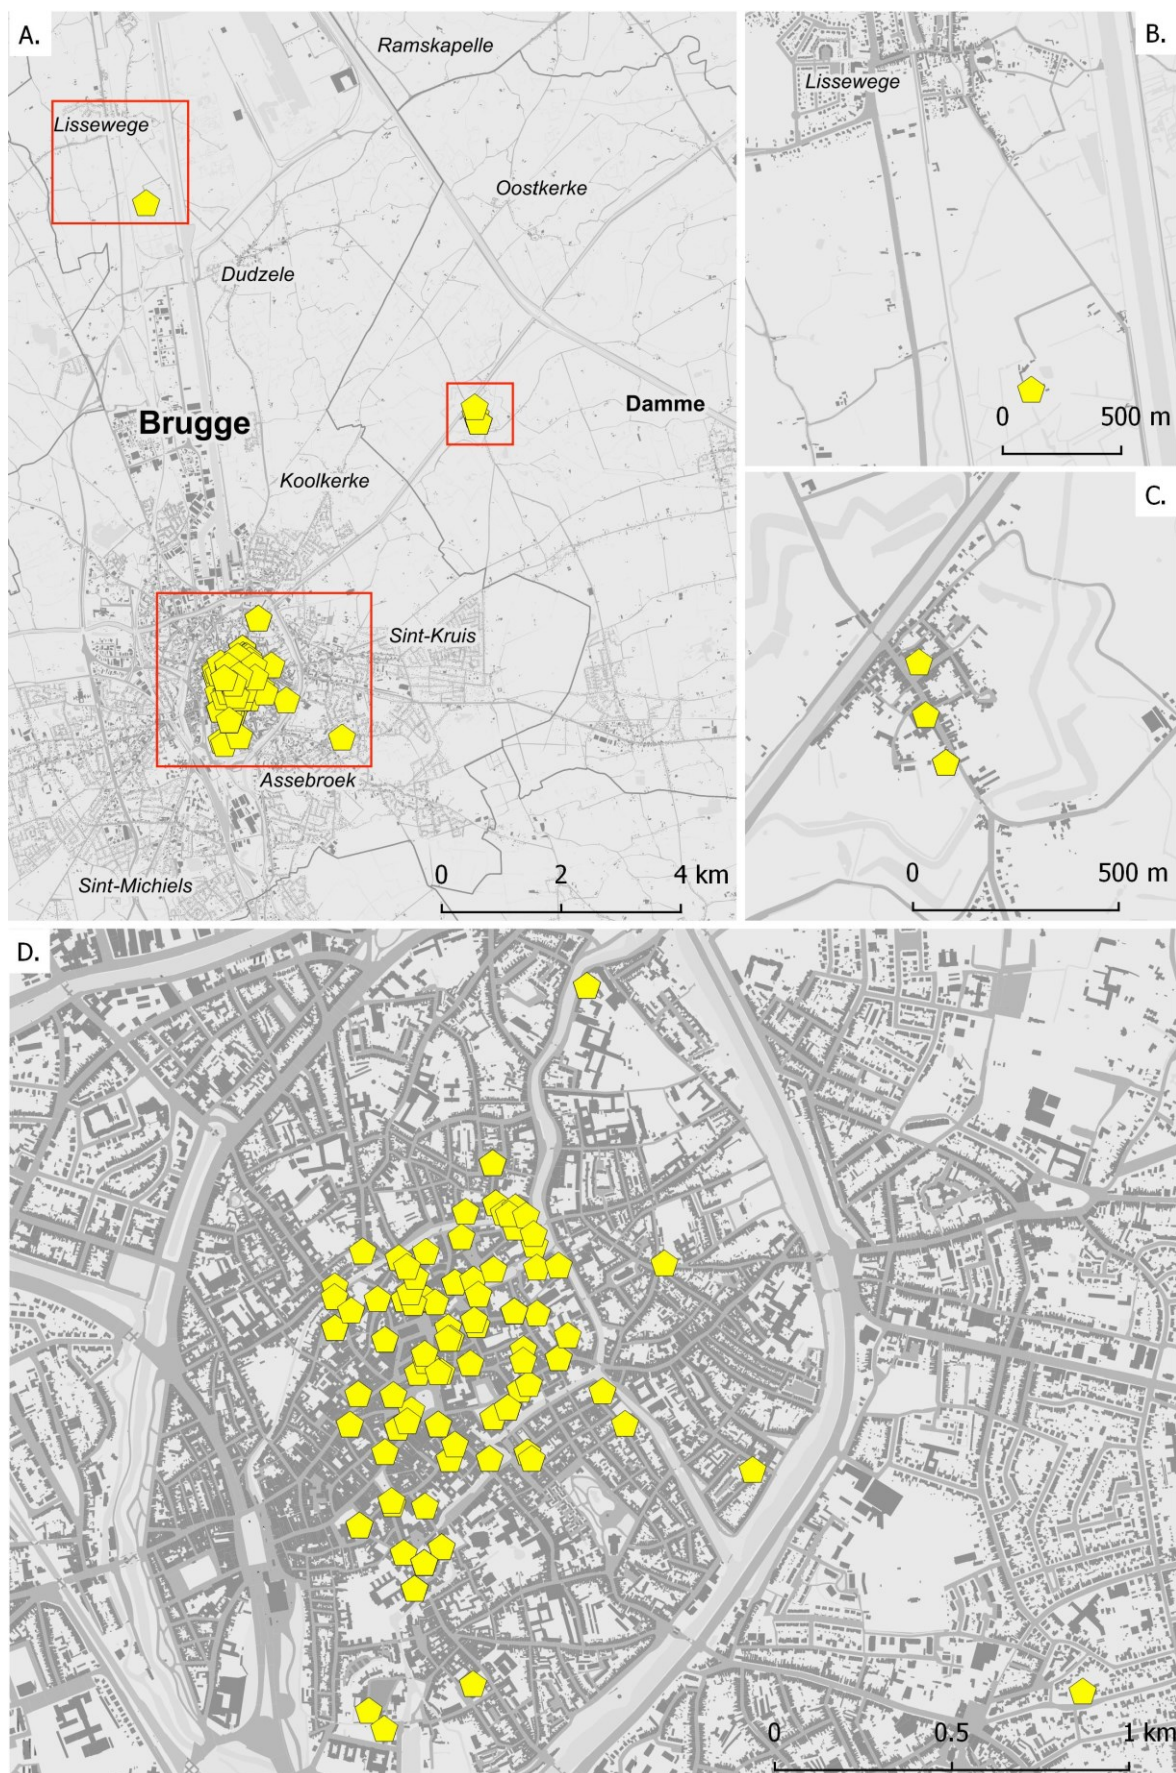 A.
Ramskapelle
Lissewege
Oostkerke
Dudzele
Brugge
Damme
Koolkerke
Sint-Kruis
Assebroek
Sint-Michiels
0 2 4 km
B.
Lissewege
0 500 m
C.
0 500 m
D.
0 0.5 1 km